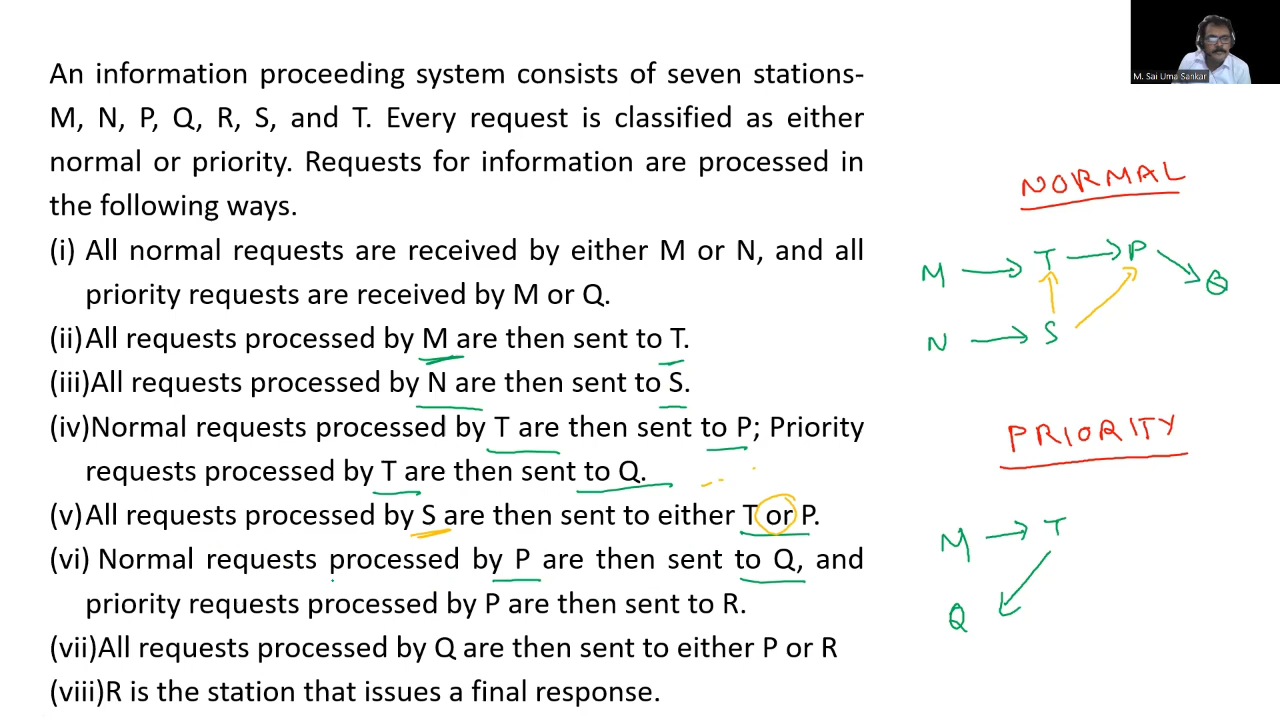 An information proceeding system consists of seven stations-
M, N, P, Q, R, S, and T. Every request is classified as either
normal or priority. Requests for information are processed in
the following ways.
(i) All normal requests are received by either M or N, and all
priority requests are received by M or Q.
(ii)All requests processed by M are then sent to T.
(iii)All requests processed by N are then sent to S.
(iv)Normal requests processed by T are then sent to P; Priority
requests processed by T are then sent to Q.
(v)All requests processed by S are then sent to either T or P.
(vi) Normal requests processed by P are then sent to Q, and
priority requests processed by P are then sent to R.
(vii)All requests processed by Q are then sent to either P or R
(viii)R is the station that issues a final response.
M. Sai Uma Sankar
NORMAL
M → T → P → Q
N → S
PRIORITY
M → T
Q